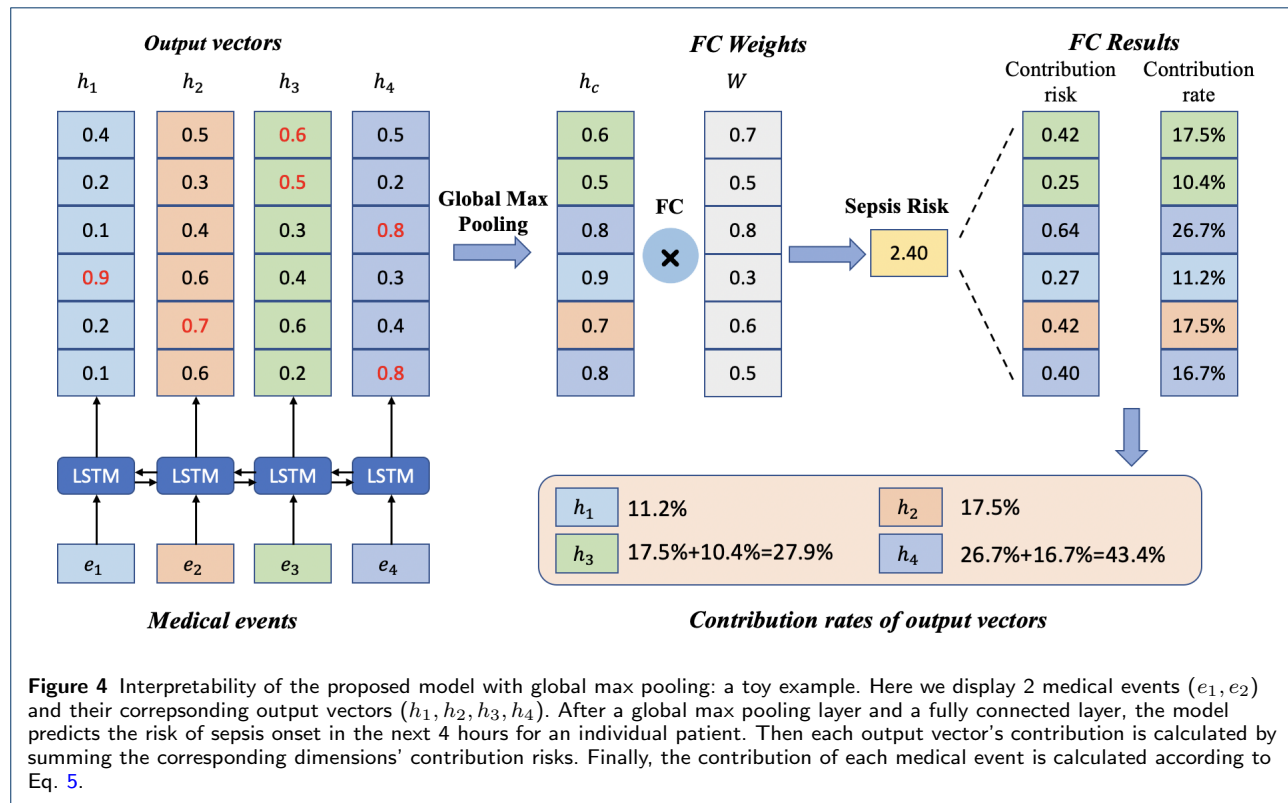 Output vectors
FC Weights
FC Results
h₁ h₂ h₃ h₄
h_c W
Contribution risk
Contribution rate
0.4 0.5 0.6 0.5 0.6 0.7 0.42 17.5%
0.2 0.3 0.5 0.2 0.5 0.5 0.25 10.4%
0.1 0.4 0.3 0.8 0.8 0.8 0.64 26.7%
0.9 0.6 0.4 0.3 0.9 0.3 0.27 11.2%
0.2 0.7 0.6 0.4 0.7 0.6 0.42 17.5%
0.1 0.6 0.2 0.8 0.8 0.5 0.40 16.7%
Global Max
Pooling
FC
×
Sepsis Risk
2.40
LSTM LSTM LSTM LSTM
e₁ e₂ e₃ e₄
Medical events
h₁ 11.2% h₂ 17.5%
h₃ 17.5%+10.4%=27.9% h₄ 26.7%+16.7%=43.4%
Contribution rates of output vectors
Figure 4 Interpretability of the proposed model with global max pooling: a toy example. Here we display 2 medical events (e₁, e₂)
and their correpsonding output vectors (h₁, h₂, h₃, h₄). After a global max pooling layer and a fully connected layer, the model
predicts the risk of sepsis onset in the next 4 hours for an individual patient. Then each output vector's contribution is calculated by
summing the corresponding dimensions' contribution risks. Finally, the contribution of each medical event is calculated according to
Eq. 5.